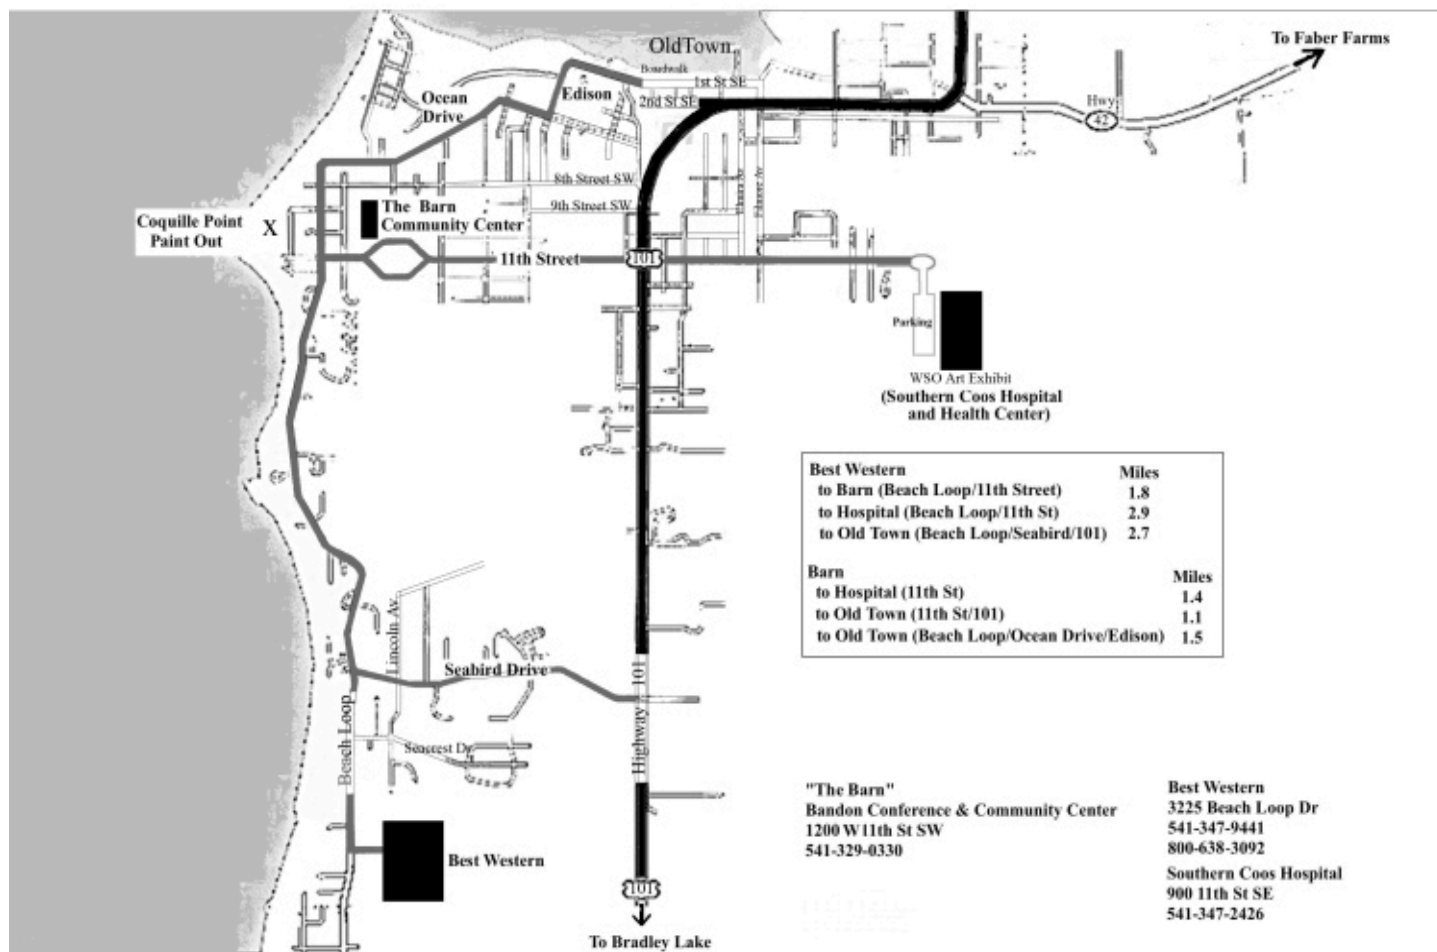 To Faber Farms
OldTown
Boardwalk
1st St SE
Ocean
Drive
Edison
2nd St SE
Hwy
42
8th Street SW
The Barn
Community Center
9th Street SW
Coquille Point
Paint Out
X
11th Street
101
Filmore Av
Parking
WSO Art Exhibit
(Southern Coos Hospital
and Health Center)
Best Western Miles
to Barn (Beach Loop/11th Street) 1.8
to Hospital (Beach Loop/11th St) 2.9
to Old Town (Beach Loop/Seabird/101) 2.7
Barn Miles
to Hospital (11th St) 1.4
to Old Town (11th St/101) 1.1
to Old Town (Beach Loop/Ocean Drive/Edison) 1.5
Lincoln Av
Seabird Drive
Beach Loop
Highway 101
Seacrest Dr
Best Western
"The Barn"
Bandon Conference & Community Center
1200 W11th St SW
541-329-0330
Best Western
3225 Beach Loop Dr
541-347-9441
800-638-3092
Southern Coos Hospital
900 11th St SE
541-347-2426
101
To Bradley Lake